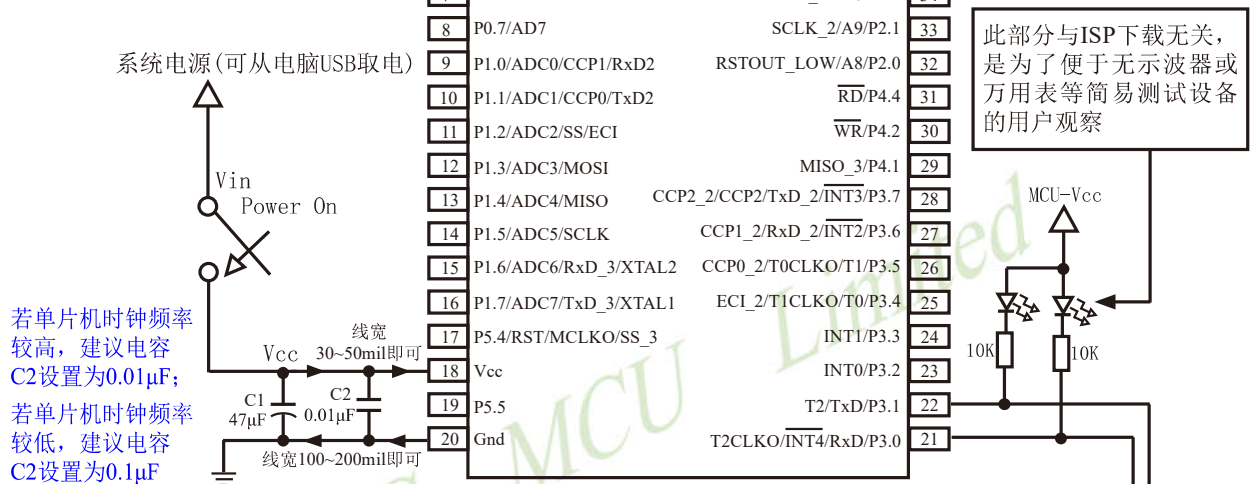 8 P0.7/AD7
SCLK_2/A9/P2.1 33
系统电源(可从电脑USB取电)
9 P1.0/ADC0/CCP1/RxD2
RSTOUT_LOW/A8/P2.0 32
10 P1.1/ADC1/CCP0/TxD2
RD/P4.4 31
11 P1.2/ADC2/SS/ECI
WR/P4.2 30
12 P1.3/ADC3/MOSI
MISO_3/P4.1 29
13 P1.4/ADC4/MISO
CCP2_2/CCP2/TxD_2/INT3/P3.7 28
14 P1.5/ADC5/SCLK
CCP1_2/RxD_2/INT2/P3.6 27
15 P1.6/ADC6/RxD_3/XTAL2
CCP0_2/T0CLKO/T1/P3.5 26
16 P1.7/ADC7/TxD_3/XTAL1
ECI_2/T1CLKO/T0/P3.4 25
17 P5.4/RST/MCLKO/SS_3
INT1/P3.3 24
18 Vcc
INT0/P3.2 23
19 P5.5
T2/TxD/P3.1 22
20 Gnd
T2CLKO/INT4/RxD/P3.0 21
Vin
Power On
若单片机时钟频率
较高，建议电容
C2设置为0.01μF；
若单片机时钟频率
较低，建议电容
C2设置为0.1μF
Vcc
线宽
30~50mil即可
C1
47μF
C2
0.01μF
线宽100~200mil即可
此部分与ISP下载无关，
是为了便于无示波器或
万用表等简易测试设备
的用户观察
MCU-Vcc
10K
10K
MCU Limited